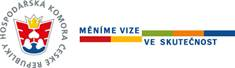 HOSPODÁŘSKÁ KOMORA ČESKÉ REPUBLIKY
MĚNÍME VIZE
VE SKUTEČNOST